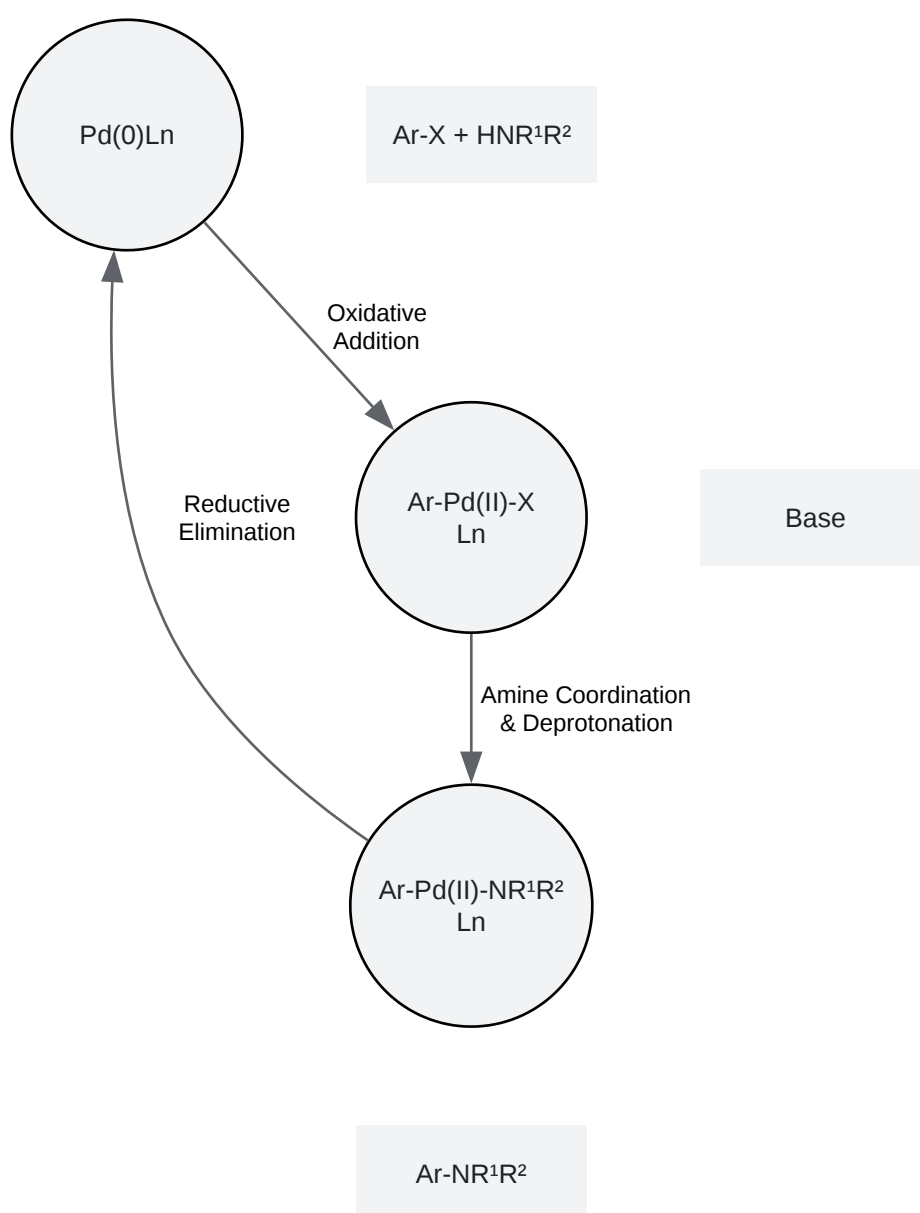 Pd(0)Ln
Ar-X + HNR¹R²
Oxidative
Addition
Reductive
Elimination
Ar-Pd(II)-X
Ln
Base
Amine Coordination
& Deprotonation
Ar-Pd(II)-NR¹R²
Ln
Ar-NR¹R²